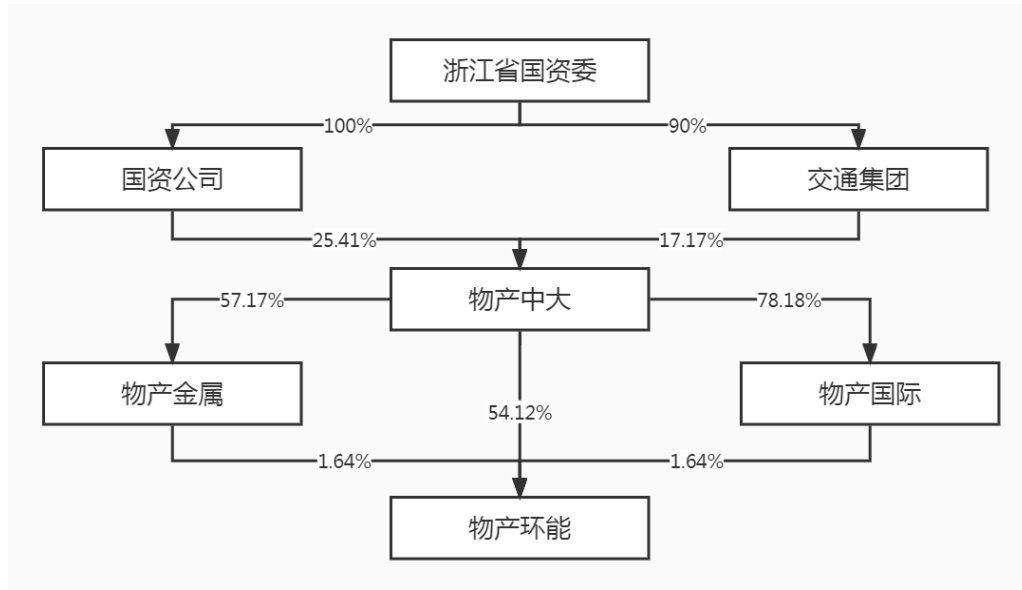 浙江省国资委
100%
90%
国资公司
交通集团
25.41%
17.17%
物产中大
57.17%
78.18%
物产金属
物产国际
54.12%
1.64%
1.64%
物产环能